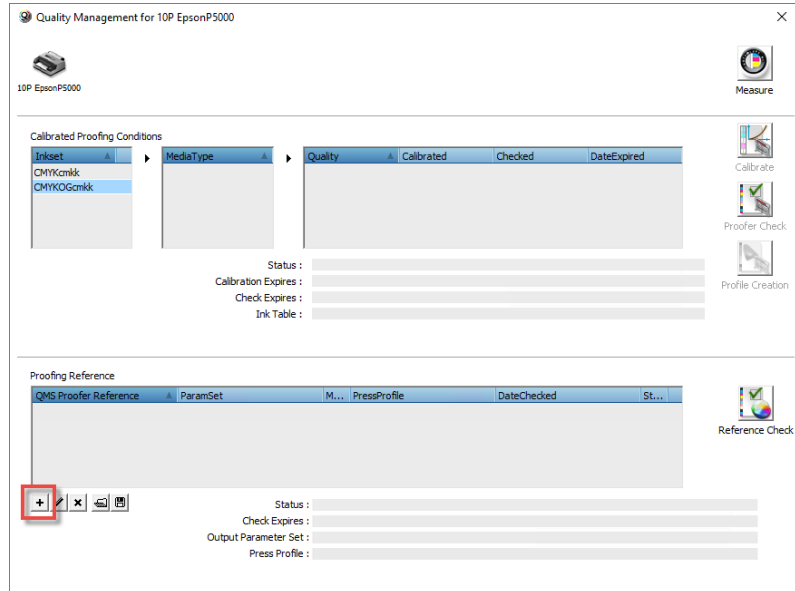 Quality Management for 10P EpsonP5000
10P EpsonP5000
Measure
Calibrated Proofing Conditions
Inkset MediaType Quality Calibrated Checked DateExpired
CMYKcmkk
CMYKOGcmkk
Calibrate
Proofer Check
Status :
Calibration Expires :
Check Expires :
Ink Table :
Profile Creation
Proofing Reference
QMS Proofer Reference ParamSet M... PressProfile DateChecked St...
Reference Check
Status :
Check Expires :
Output Parameter Set :
Press Profile :